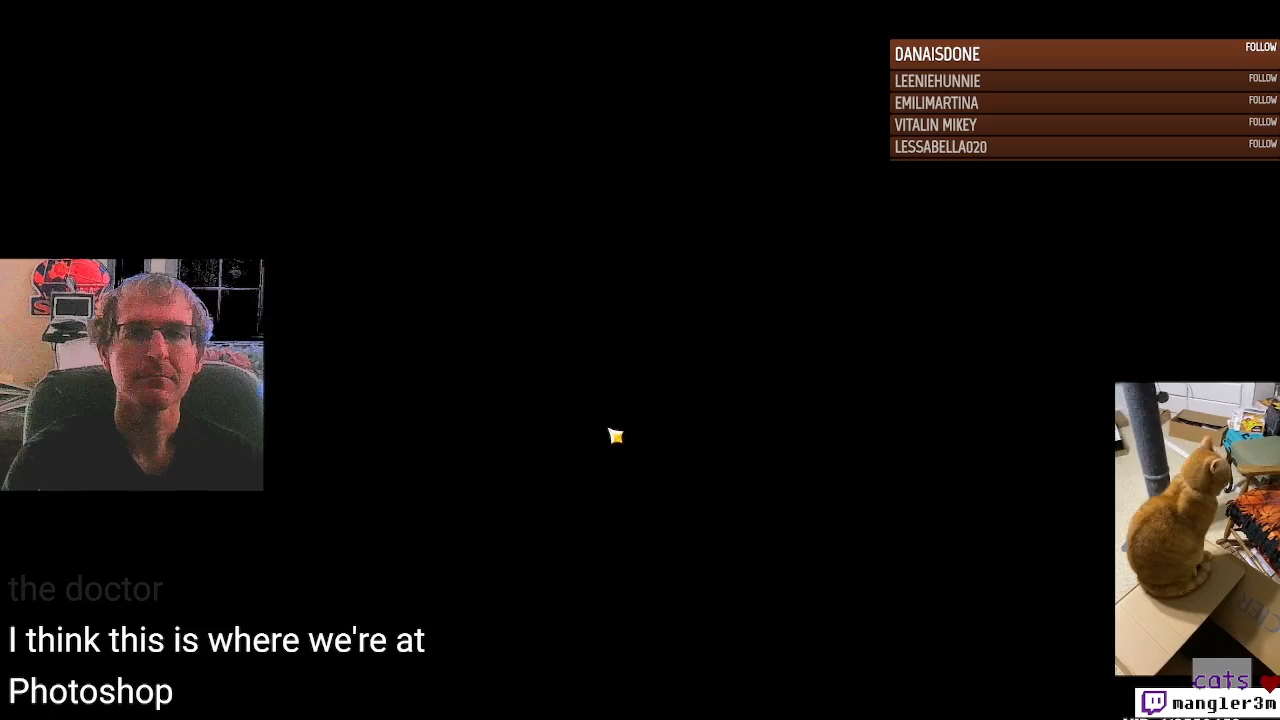 DANAISDONE FOLLOW
LEENIEHUNNIE FOLLOW
EMILIMARTINA FOLLOW
VITALIN MIKEY FOLLOW
LESSABELLA020 FOLLOW
the doctor
I think this is where we're at
Photoshop
cats
mangler3m